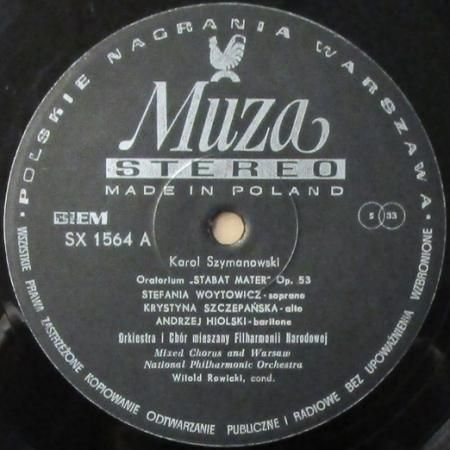 • POLSKIE NAGRANIA WARSZAWA •
Muza
STEREO
MADE IN POLAND
BIEM
SX 1564 A
S 33
Karol Szymanowski
Oratorium „STABAT MATER" Op. 53
STEFANIA WOYTOWICZ - soprano
KRYSTYNA SZCZEPAŃSKA - alto
ANDRZEJ HIOLSKI - baritone
Orkiestra i Chór mieszany Filharmonii Narodowej
Mixed Chorus and Warsaw
National Philharmonic Orchestra
Witold Rowicki, cond.
WSZYSTKIE PRAWA ZASTRZEŻONE KOPIOWANIE ODTWARZANIE PUBLICZNE I RADIOWE BEZ UPOWAŻNIENIA WZBRONIONE